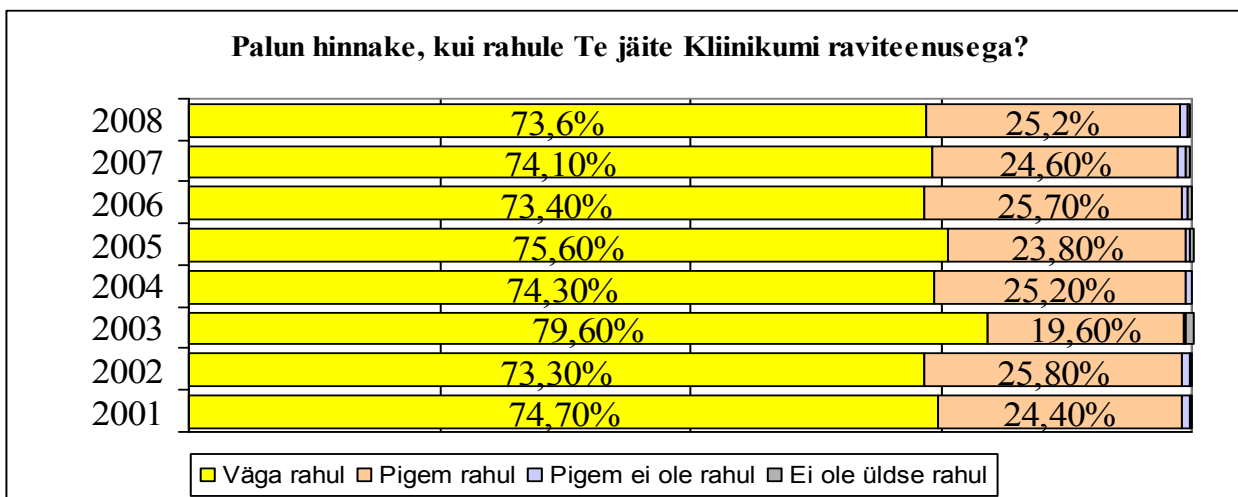 Palun hinnake, kui rahule Te jäite Kliinikumi raviteenusega?
2008 73,6% 25,2%
2007 74,10% 24,60%
2006 73,40% 25,70%
2005 75,60% 23,80%
2004 74,30% 25,20%
2003 79,60% 19,60%
2002 73,30% 25,80%
2001 74,70% 24,40%
Väga rahul Pigem rahul Pigem ei ole rahul Ei ole üldse rahul